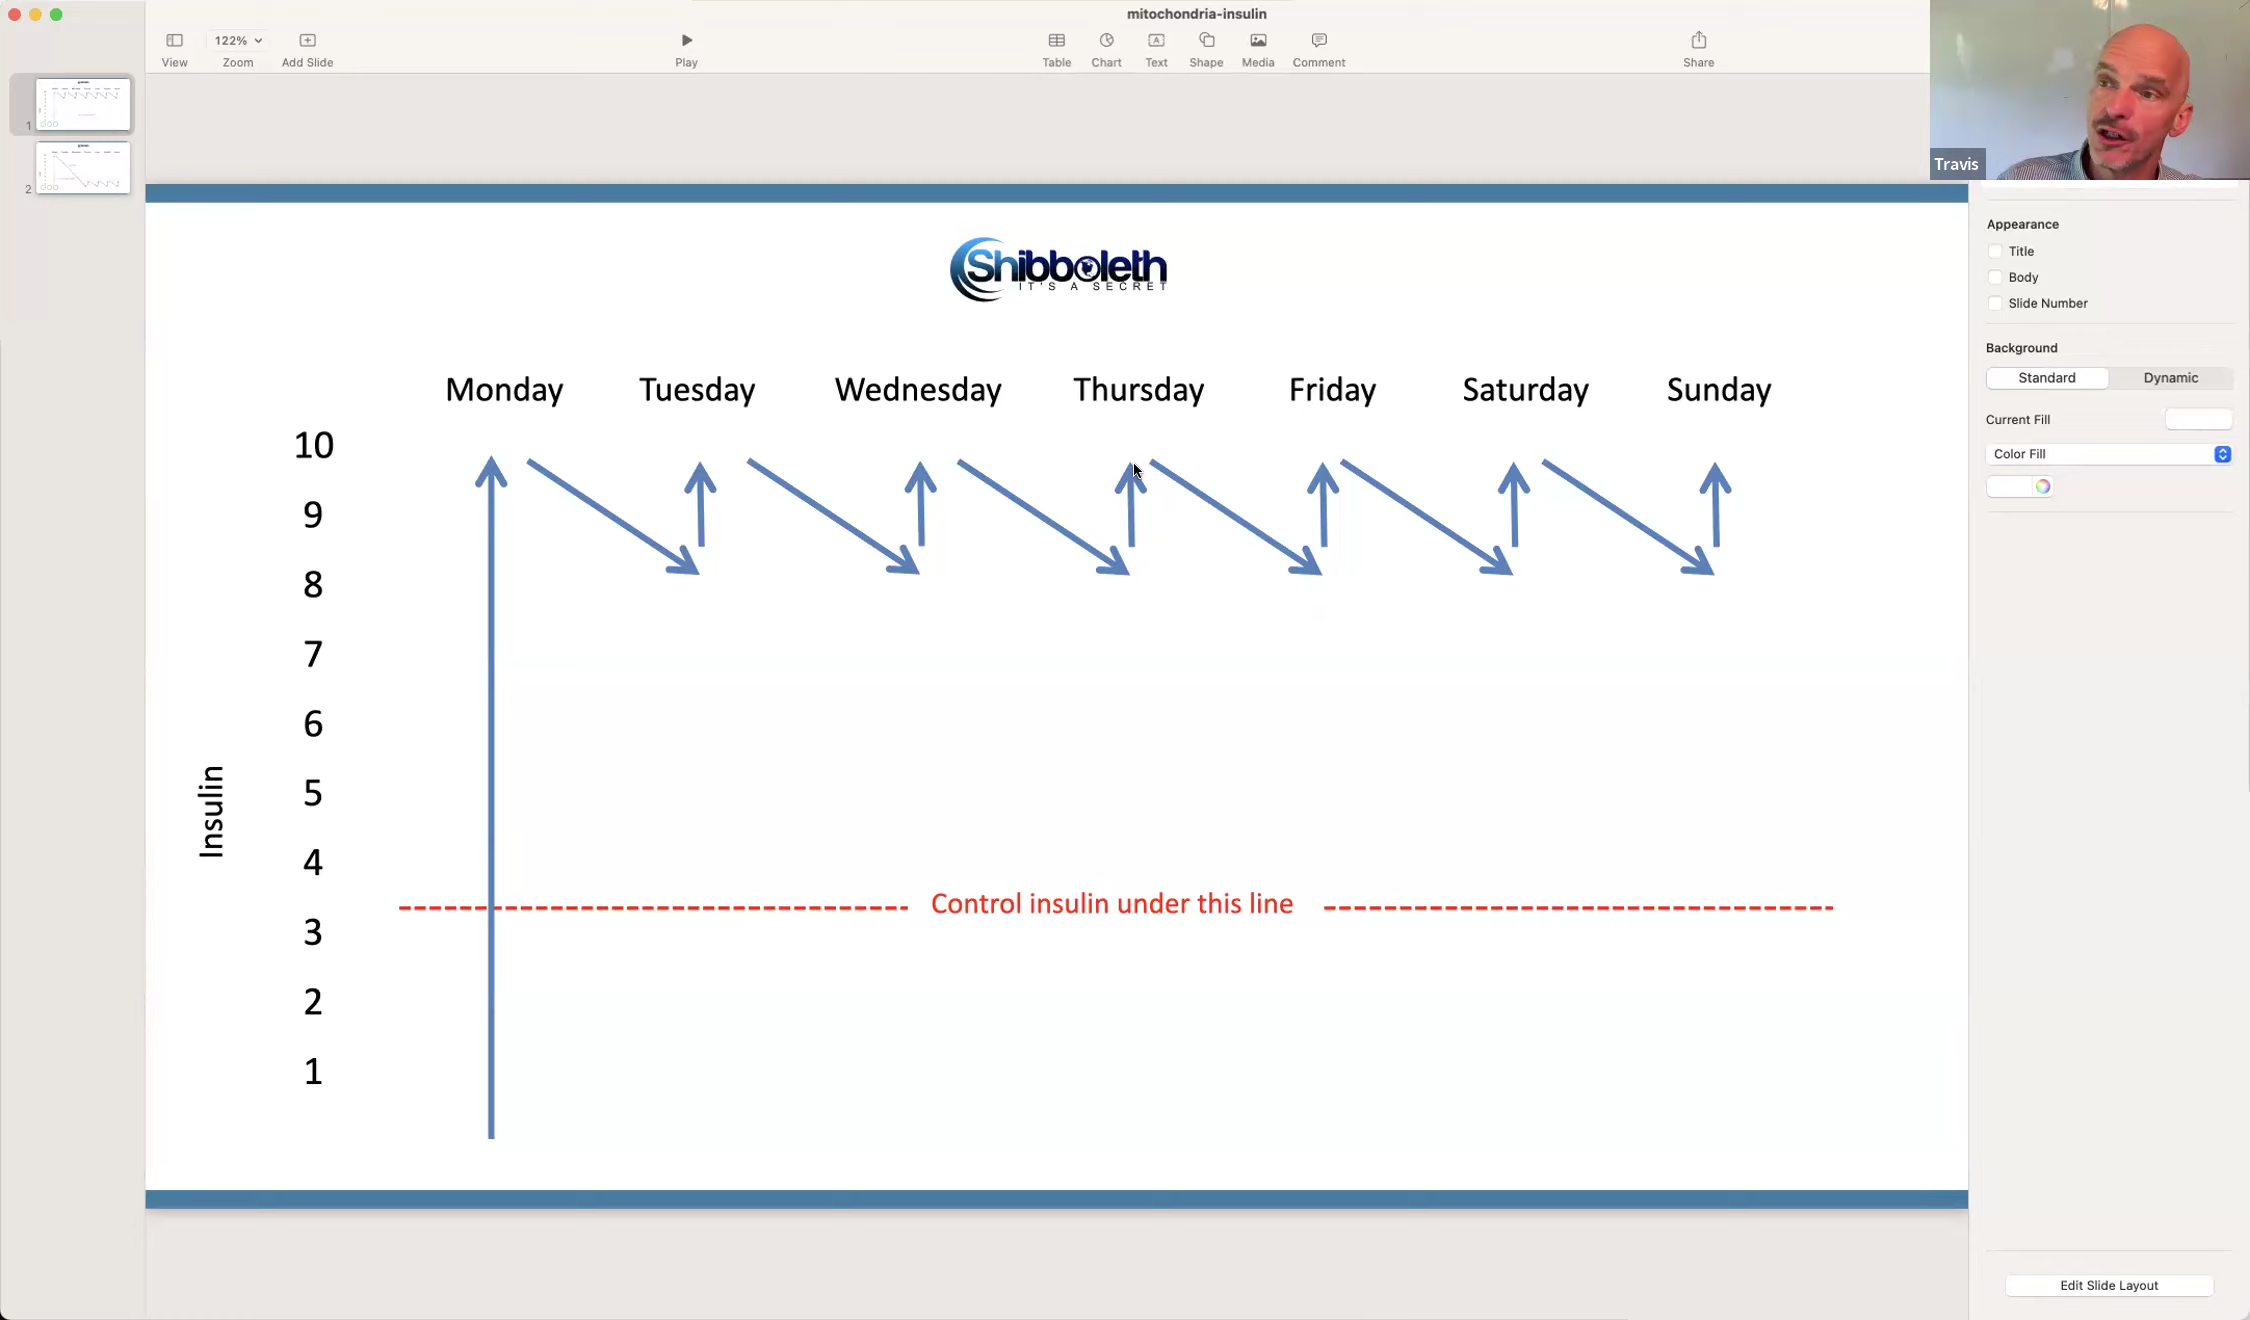 mitochondria-insulin
122%
View
Zoom
Add Slide
Play
Table
Chart
Text
Shape
Media
Comment
Share
Travis
1
2
Shibboleth
IT'S A SECRET
Monday Tuesday Wednesday Thursday Friday Saturday Sunday
10
9
8
7
6
5
4
3
2
1
Insulin
Control insulin under this line
Appearance
Title
Body
Slide Number
Background
Standard Dynamic
Current Fill
Color Fill
Edit Slide Layout